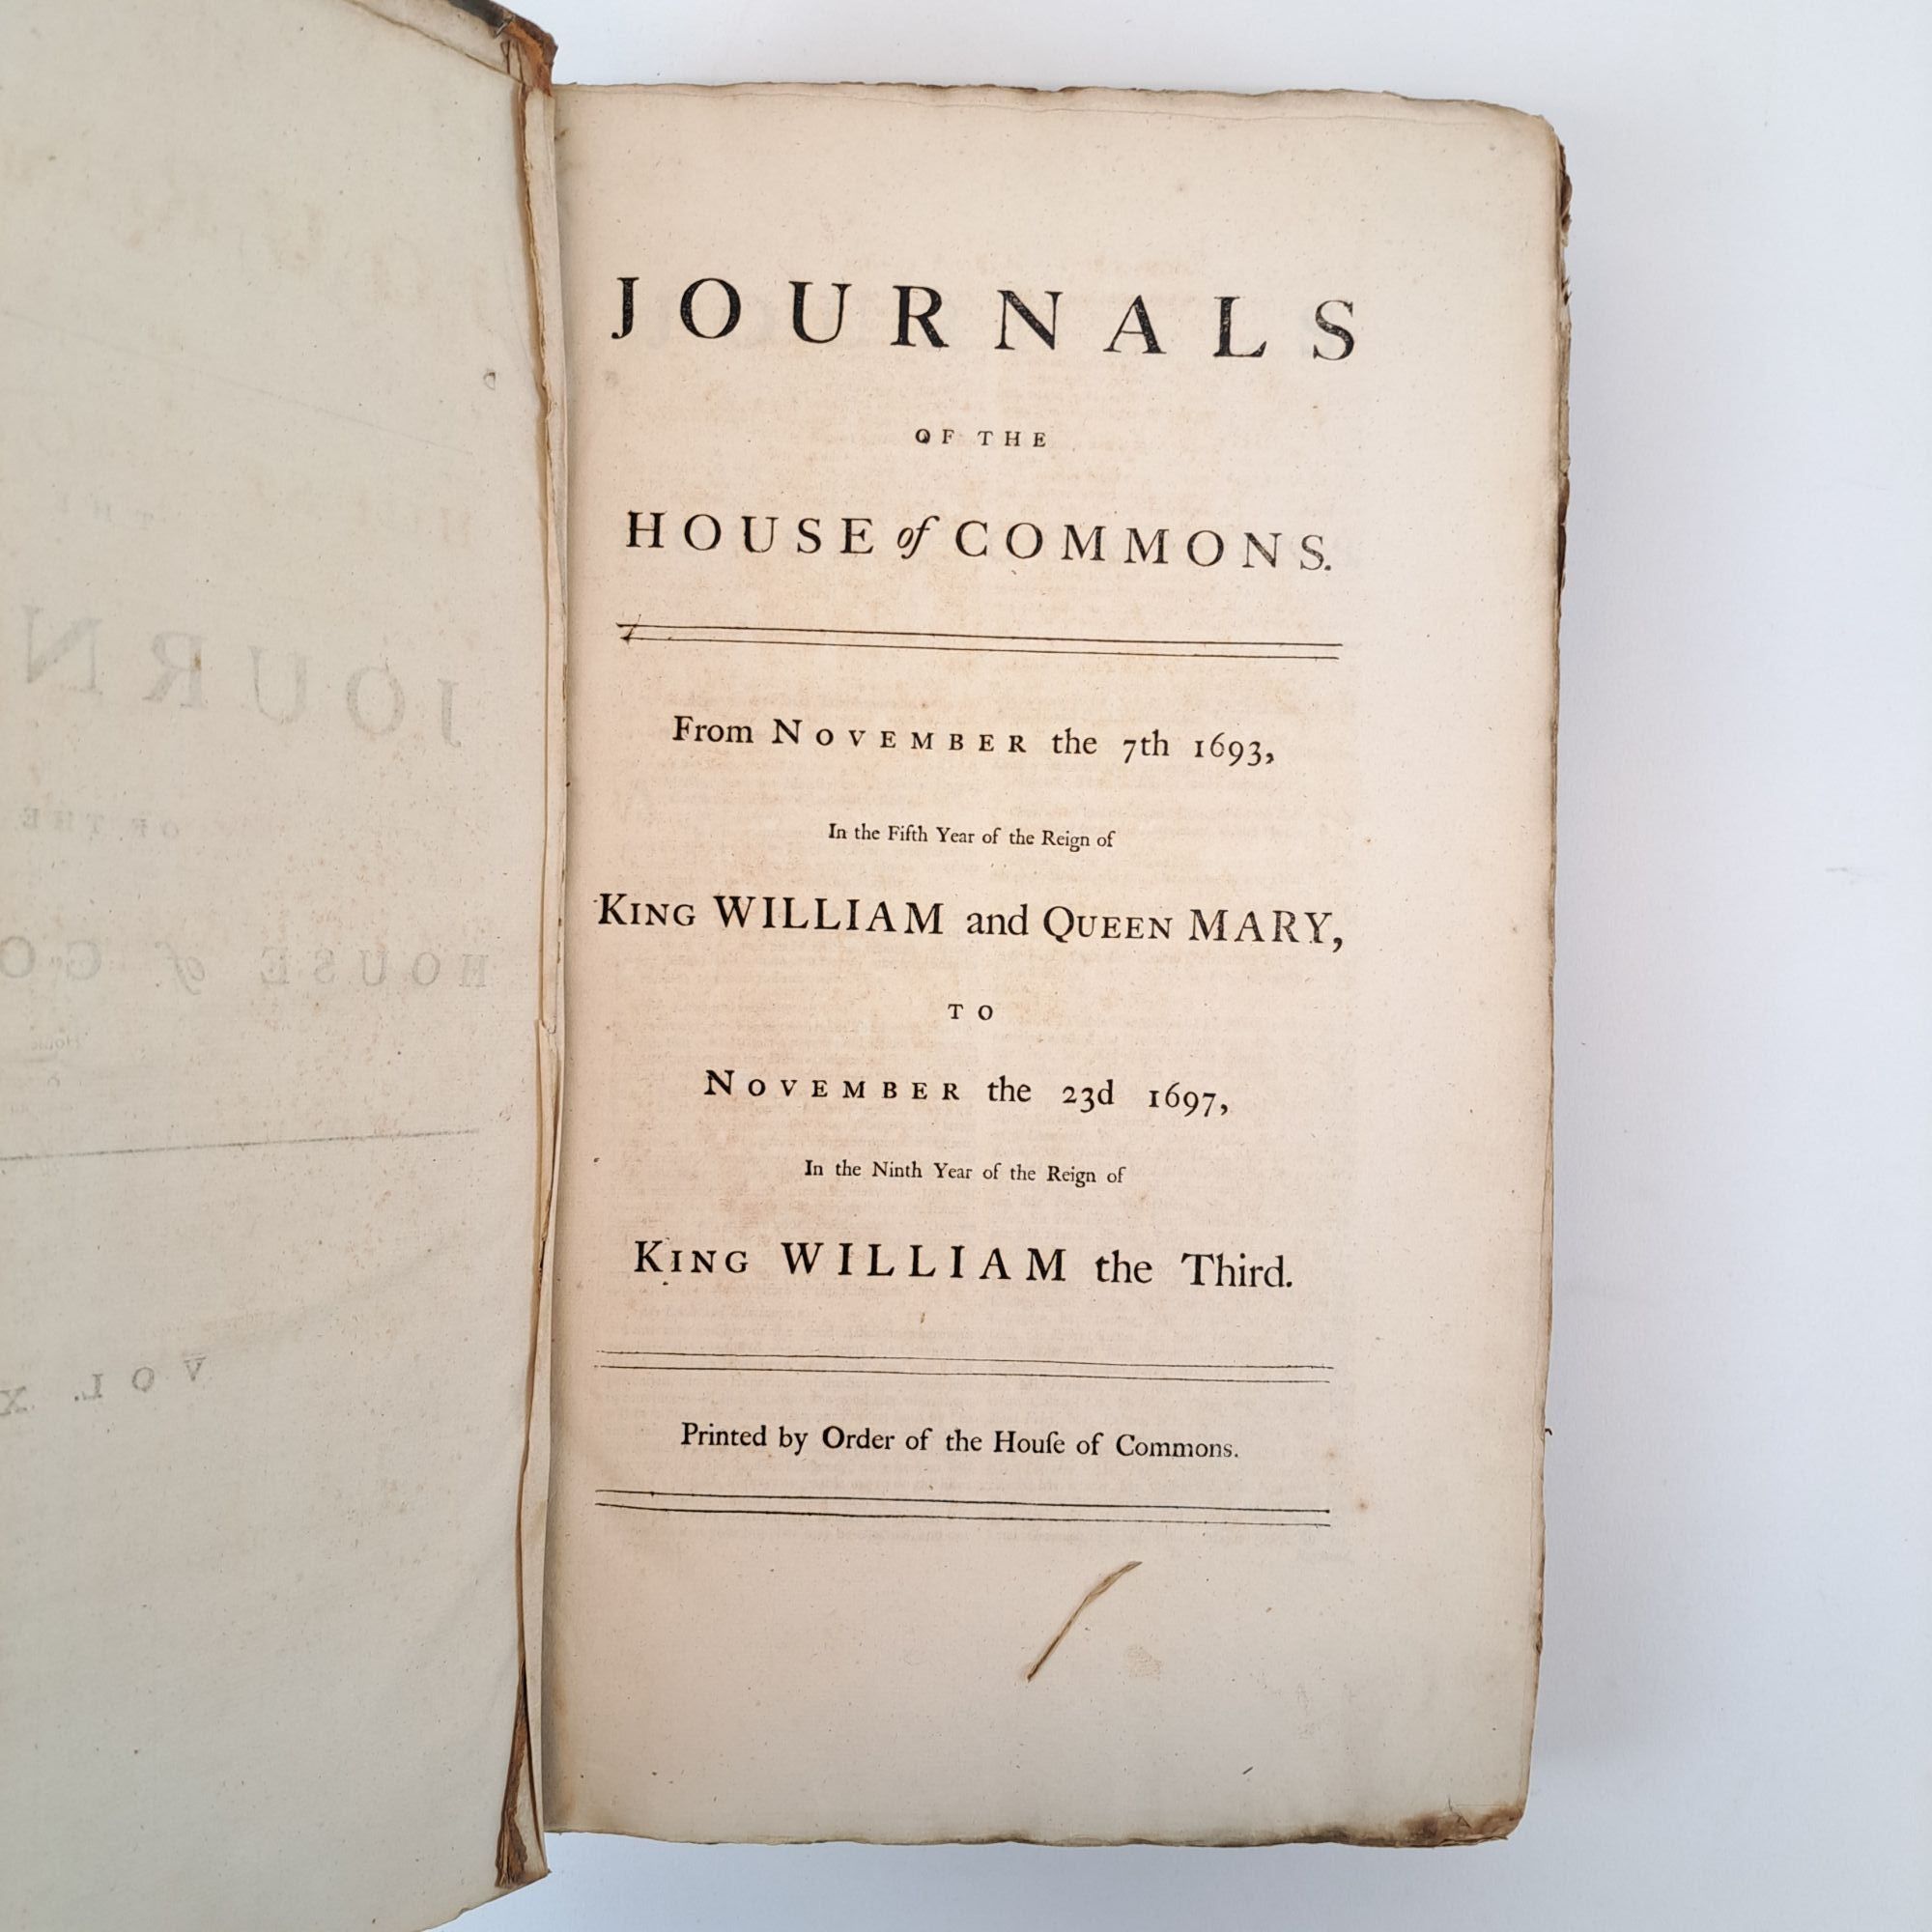 JOURNALS
OF THE
HOUSE of COMMONS.
From NOVEMBER the 7th 1693,
In the Fifth Year of the Reign of
KING WILLIAM and QUEEN MARY,
TO
NOVEMBER the 23d 1697,
In the Ninth Year of the Reign of
KING WILLIAM the Third.
Printed by Order of the Houſe of Commons.